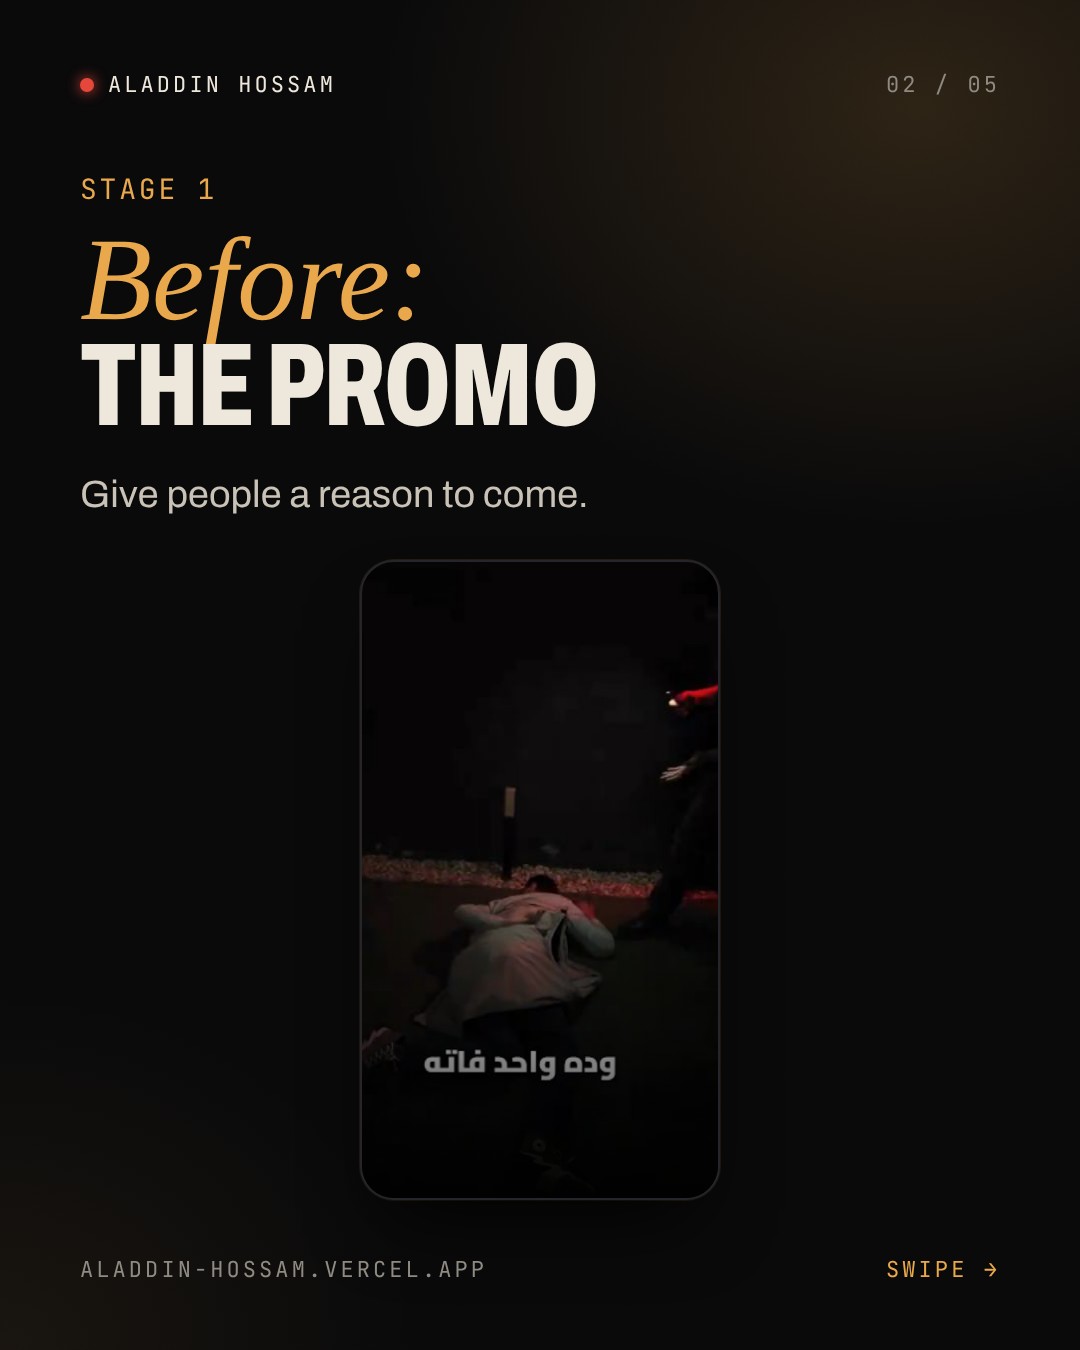 ALADDIN HOSSAM
02 / 05
STAGE 1
Before:
THE PROMO
Give people a reason to come.
وده واحد فاته
ALADDIN-HOSSAM.VERCEL.APP
SWIPE →